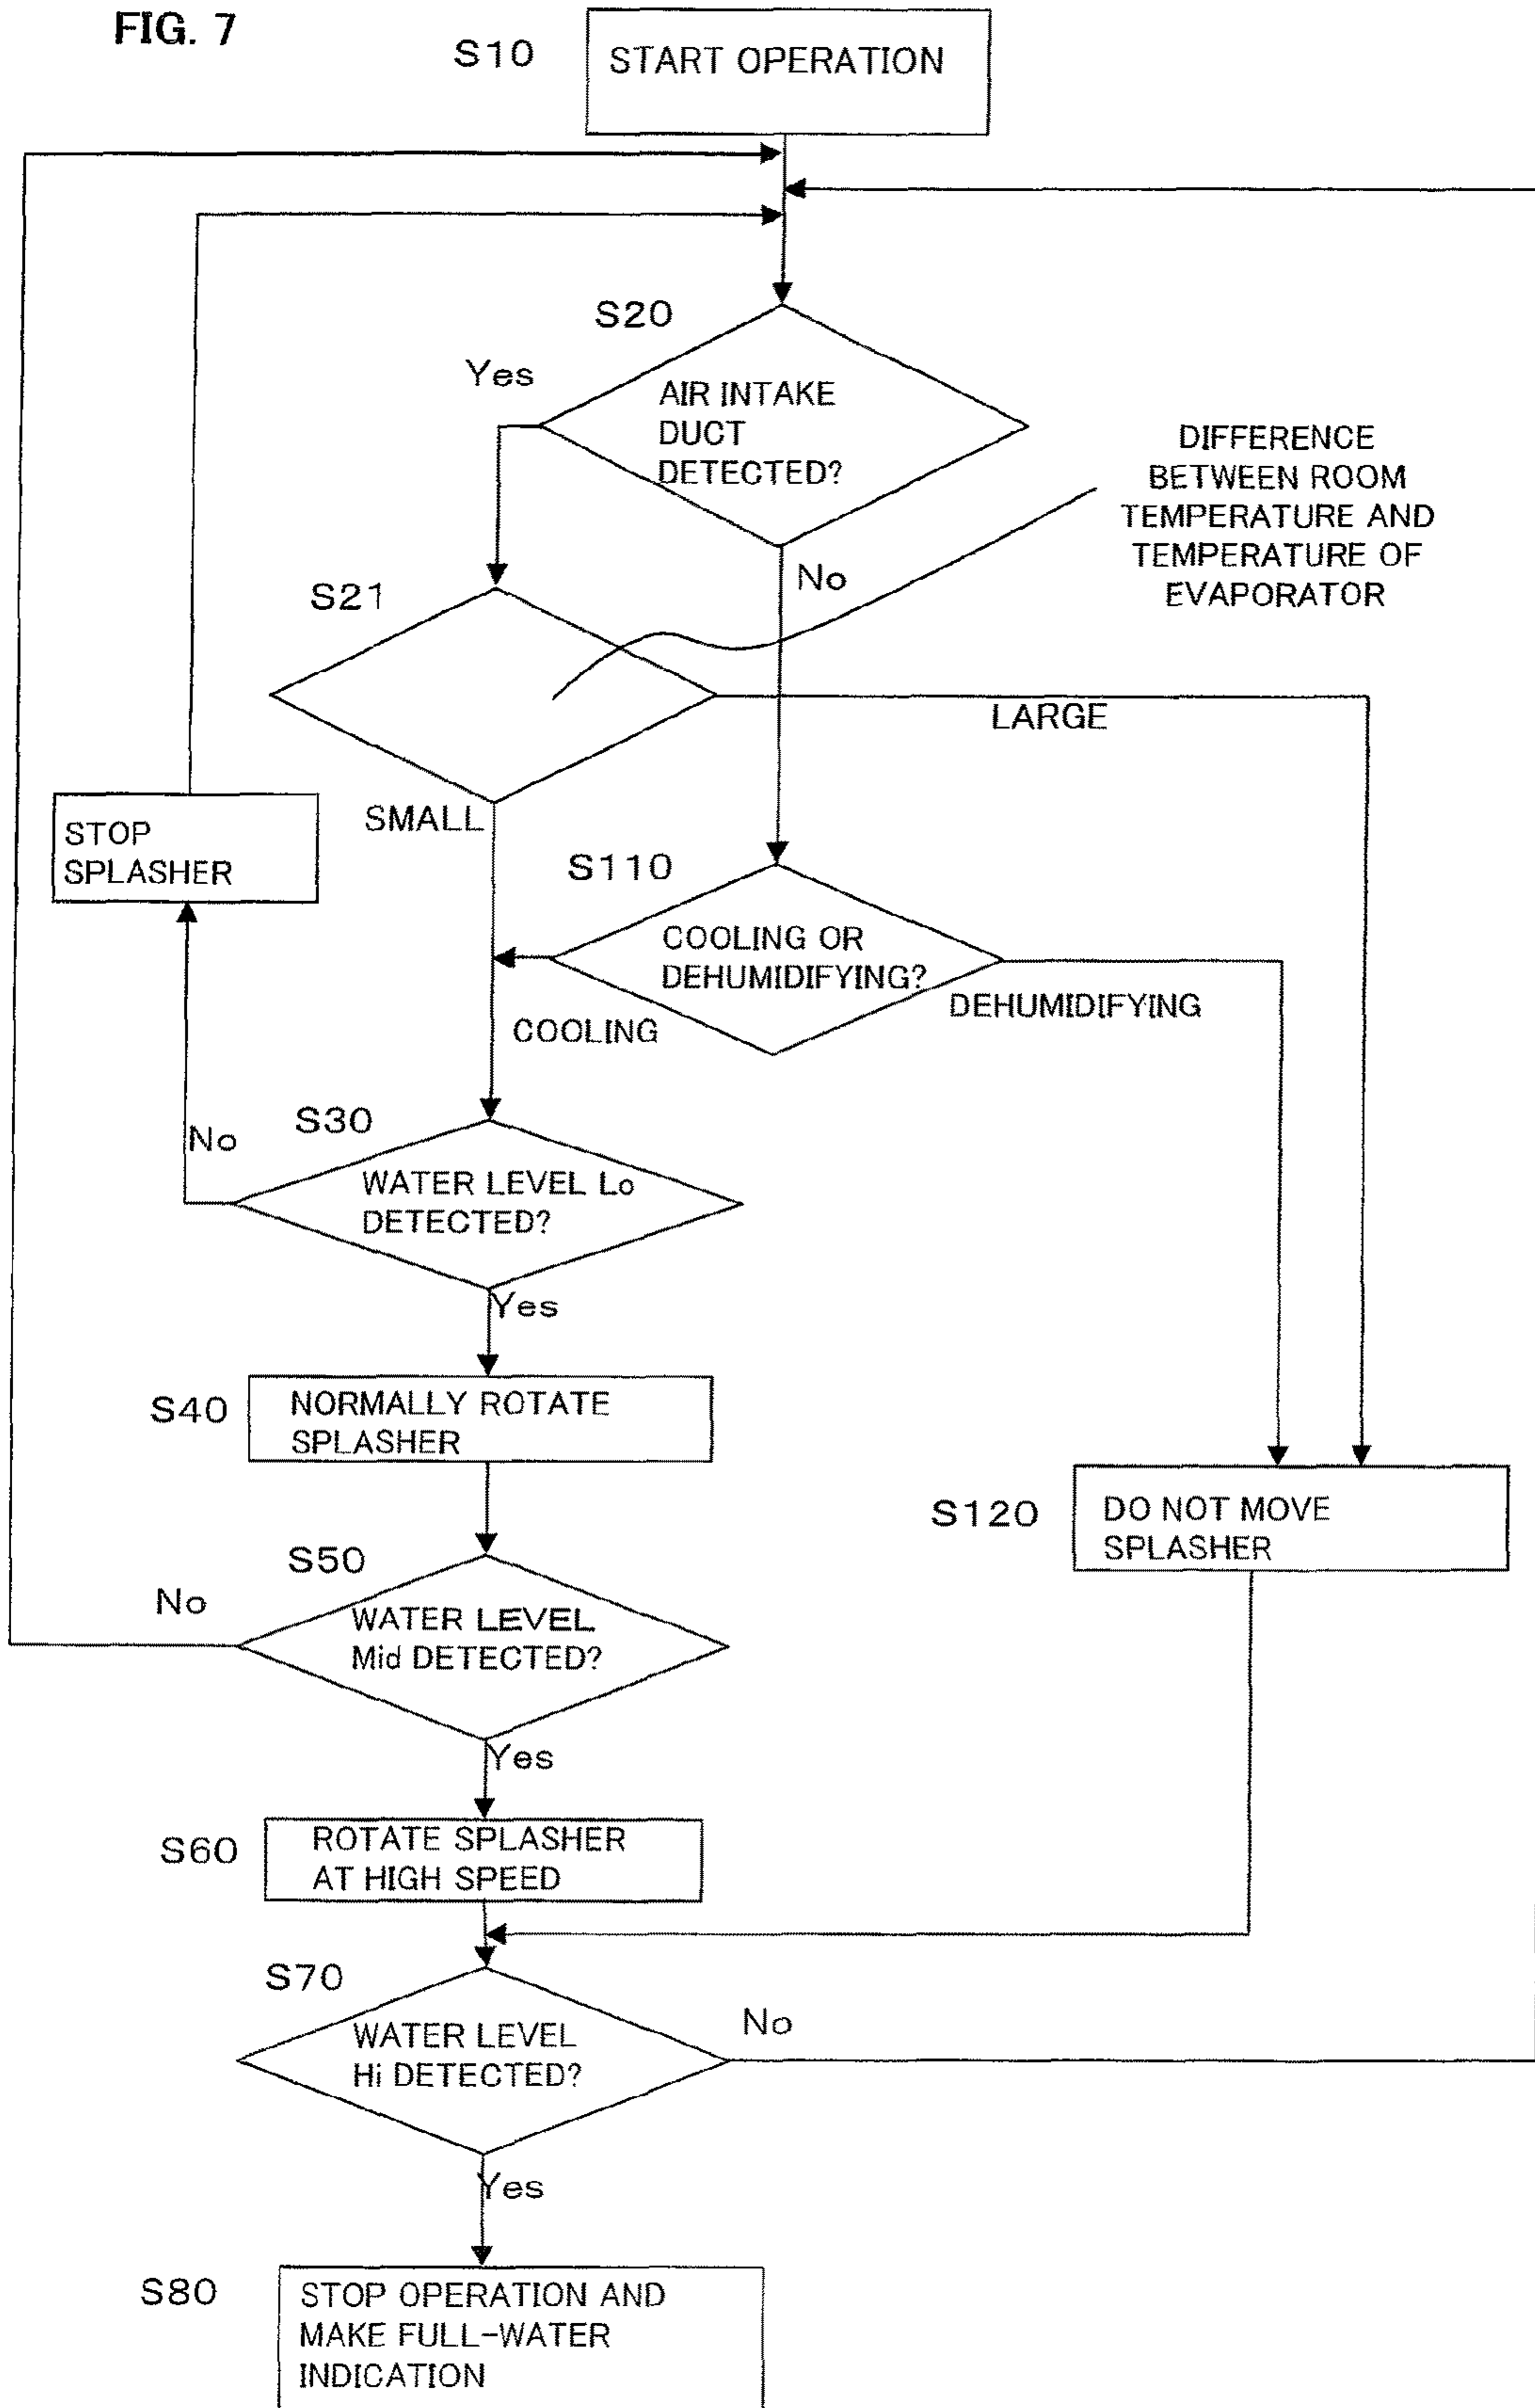 FIG. 7
S10
START OPERATION
S20
Yes
AIR INTAKE
DUCT
DETECTED?
DIFFERENCE
BETWEEN ROOM
TEMPERATURE AND
TEMPERATURE OF
EVAPORATOR
No
S21
LARGE
SMALL
STOP
SPLASHER
S110
COOLING OR
DEHUMIDIFYING?
DEHUMIDIFYING
COOLING
S30
No
WATER LEVEL Lo
DETECTED?
Yes
S40
NORMALLY ROTATE
SPLASHER
S120
DO NOT MOVE
SPLASHER
S50
No
WATER LEVEL
Mid DETECTED?
Yes
S60
ROTATE SPLASHER
AT HIGH SPEED
S70
No
WATER LEVEL
Hi DETECTED?
Yes
S80
STOP OPERATION AND
MAKE FULL-WATER
INDICATION